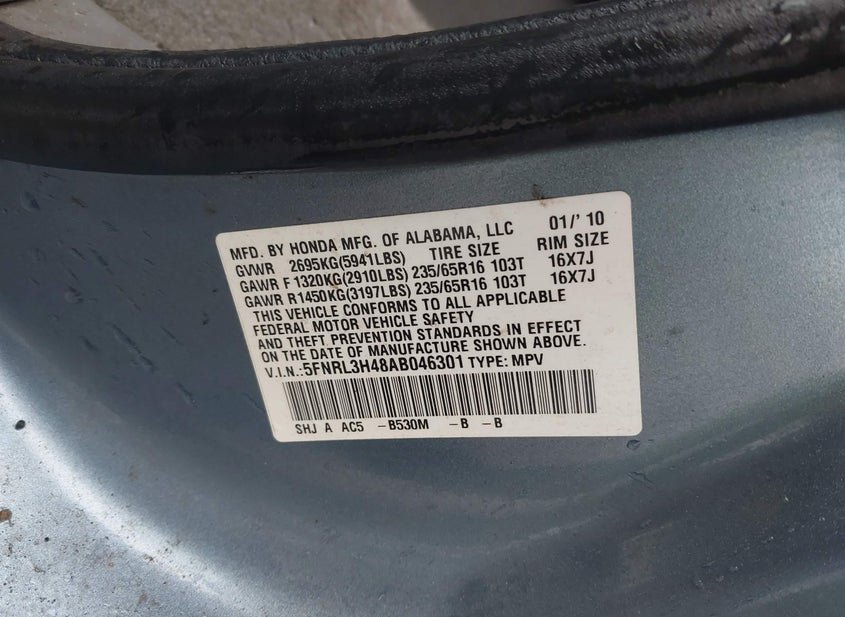 MFD. BY HONDA MFG. OF ALABAMA, LLC 01/' 10
GVWR 2695KG(5941LBS) TIRE SIZE RIM SIZE
GAWR F1320KG(2910LBS) 235/65R16 103T 16X7J
GAWR R1450KG(3197LBS) 235/65R16 103T 16X7J
THIS VEHICLE CONFORMS TO ALL APPLICABLE
FEDERAL MOTOR VEHICLE SAFETY
AND THEFT PREVENTION STANDARDS IN EFFECT
ON THE DATE OF MANUFACTURE SHOWN ABOVE.
V.I.N.:5FNRL3H48AB046301 TYPE: MPV
SHJ A AC5 -B530M -B -B